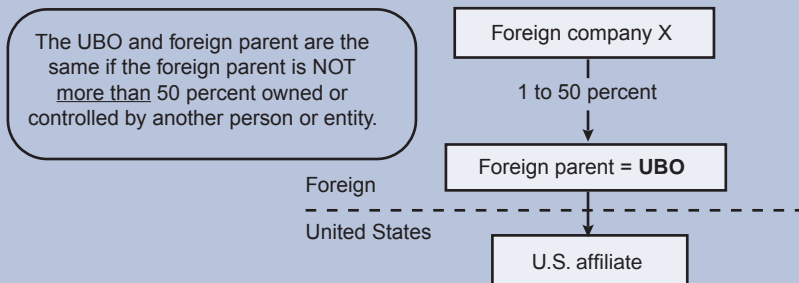 The UBO and foreign parent are the
same if the foreign parent is NOT
more than 50 percent owned or
controlled by another person or entity.
Foreign company X
1 to 50 percent
Foreign parent = UBO
Foreign
United States
U.S. affiliate